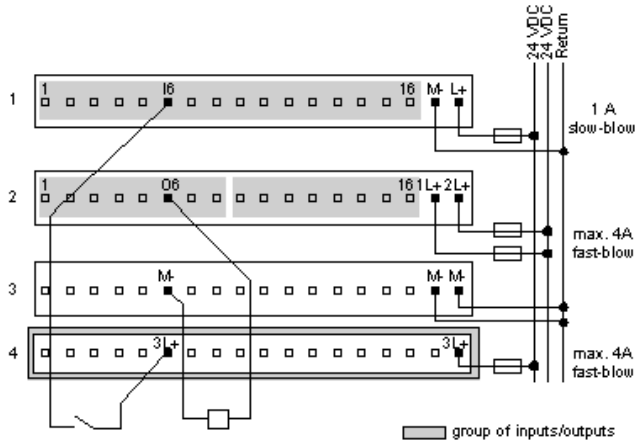 24 VDC
24 VDC
Return
1
1 I6 16 M- L+
1 A
slow-blow
2
1 O6 16 1L+ 2L+
max. 4A
fast-blow
3
M- M- M-
4
3L+ 3L+
max. 4A
fast-blow
group of inputs/outputs